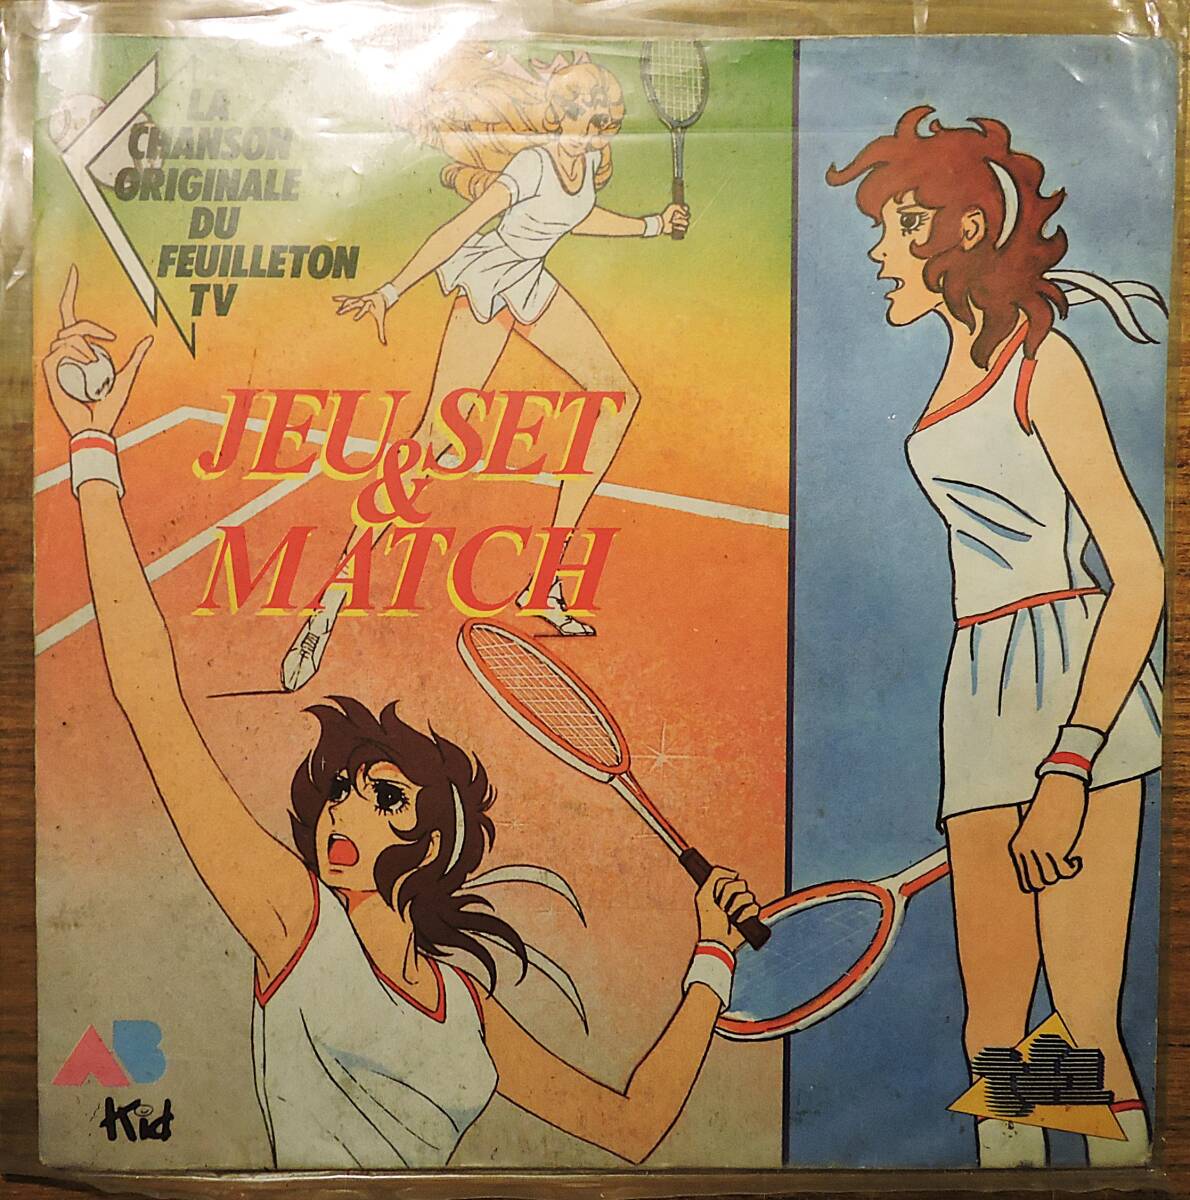 LA
CHANSON
ORIGINALE
DU
FEUILLETON
TV
JEU SET
&
MATCH
AB
Kid